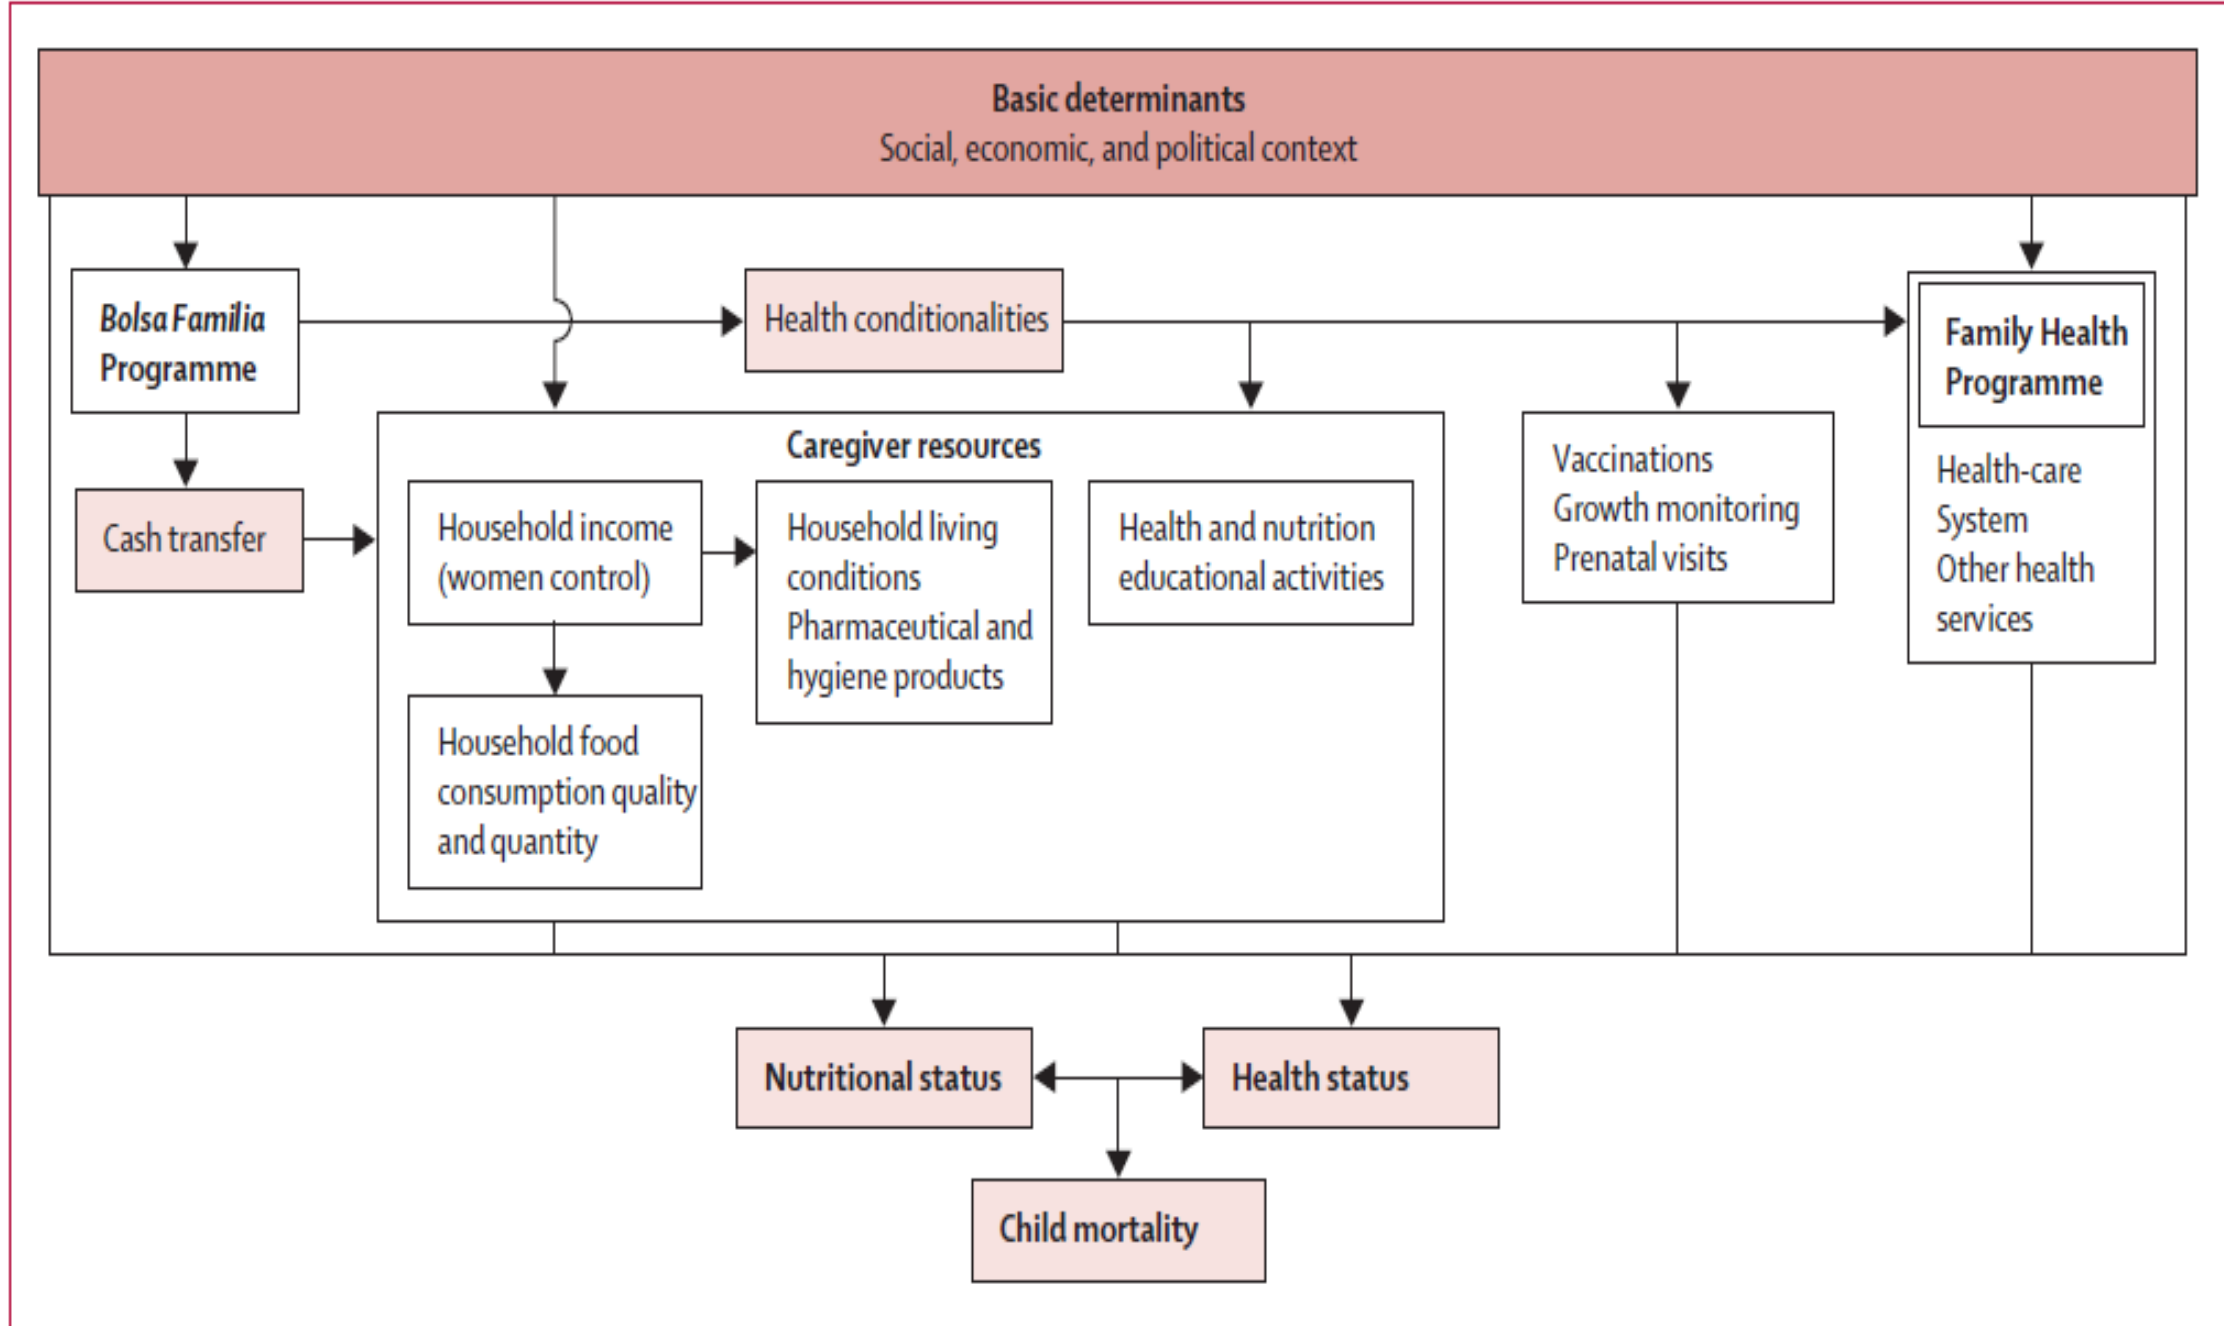 Basic determinants
Social, economic, and political context
Bolsa Familia
Programme
Health conditionalities
Family Health
Programme
Health-care
System
Other health
services
Cash transfer
Caregiver resources
Household income
(women control)
Household living
conditions
Pharmaceutical and
hygiene products
Health and nutrition
educational activities
Household food
consumption quality
and quantity
Vaccinations
Growth monitoring
Prenatal visits
Nutritional status
Health status
Child mortality